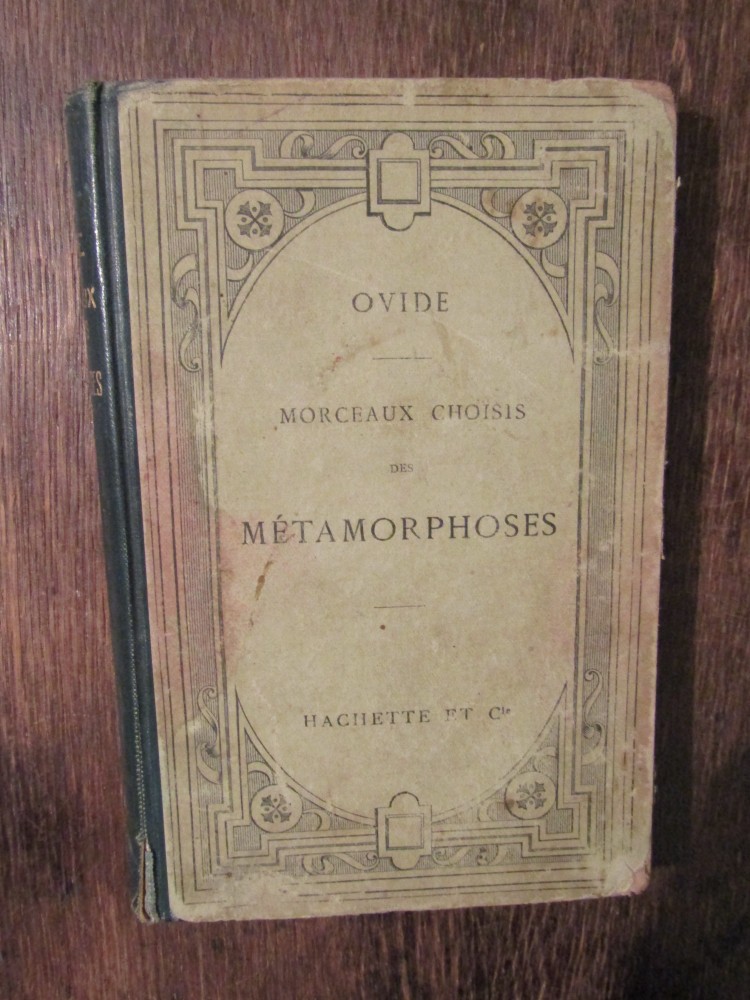 OVIDE
MORCEAUX CHOISIS
DES
MÉTAMORPHOSES
HACHETTE ET Cie